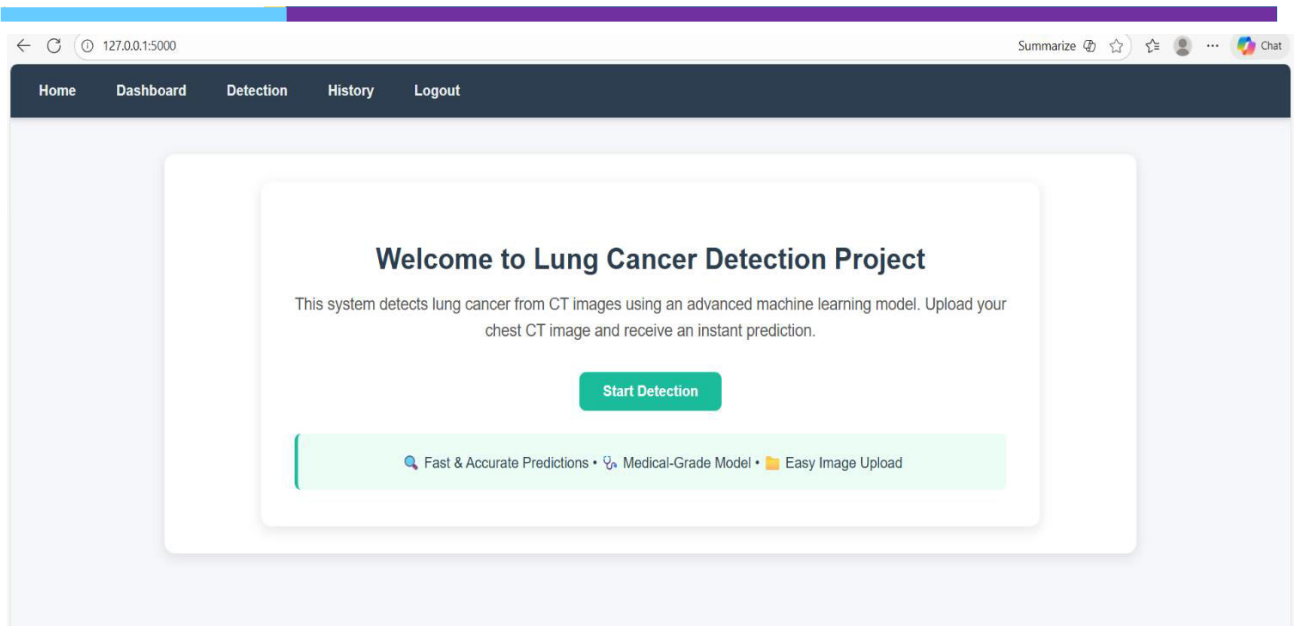 127.0.0.1:5000 Summarize Chat
Home Dashboard Detection History Logout
Welcome to Lung Cancer Detection Project
This system detects lung cancer from CT images using an advanced machine learning model. Upload your
chest CT image and receive an instant prediction.
Start Detection
🔍 Fast & Accurate Predictions • 🩺 Medical-Grade Model • 📁 Easy Image Upload